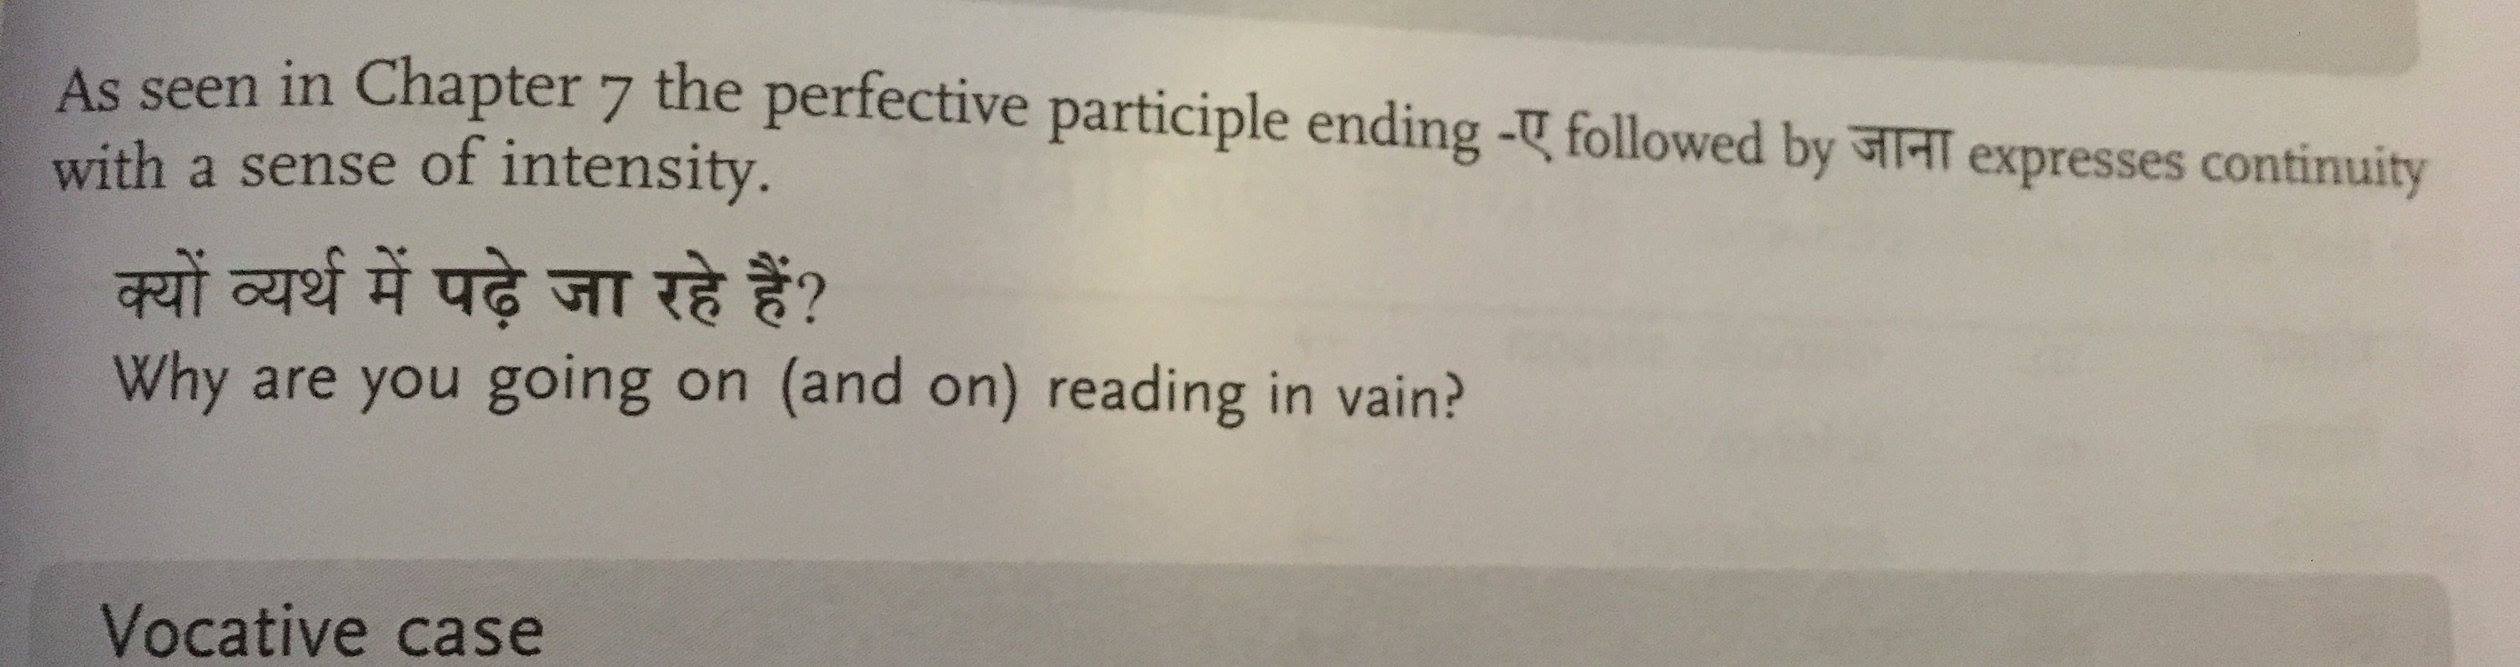 As seen in Chapter 7 the perfective participle ending -ए followed by जाना expresses continuity
with a sense of intensity.
क्यों व्यर्थ में पढ़े जा रहे हैं?
Why are you going on (and on) reading in vain?
Vocative case